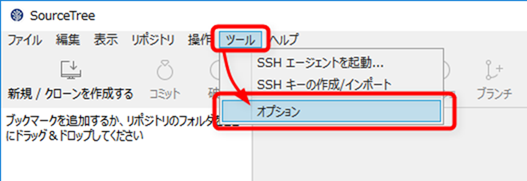 SourceTree
ファイル 編集 表示 リポジトリ 操作 ツール ヘルプ
SSH エージェントを起動...
SSH キーの作成/インポート
オプション
新規 / クローンを作成する コミット ブランチ
ブックマークを追加するか、リポジトリのフォルダを
にドラッグ＆ドロップしてください